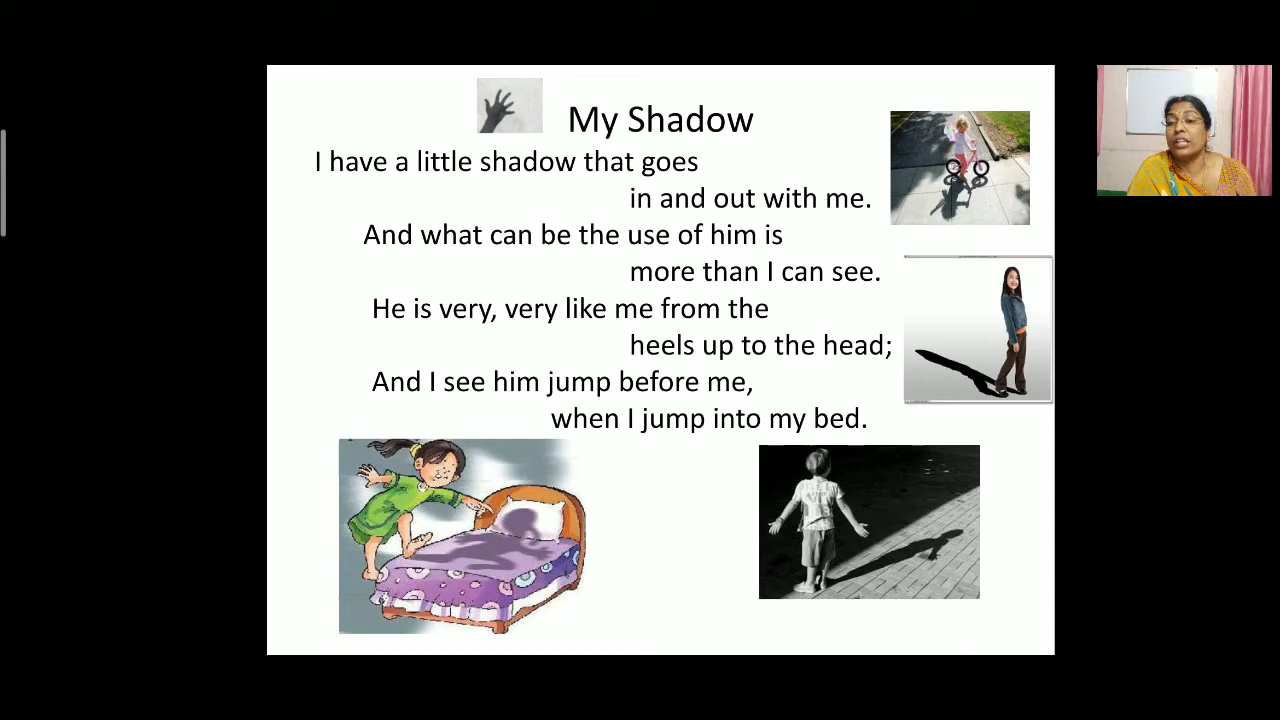 My Shadow
I have a little shadow that goes
in and out with me.
And what can be the use of him is
more than I can see.
He is very, very like me from the
heels up to the head;
And I see him jump before me,
when I jump into my bed.